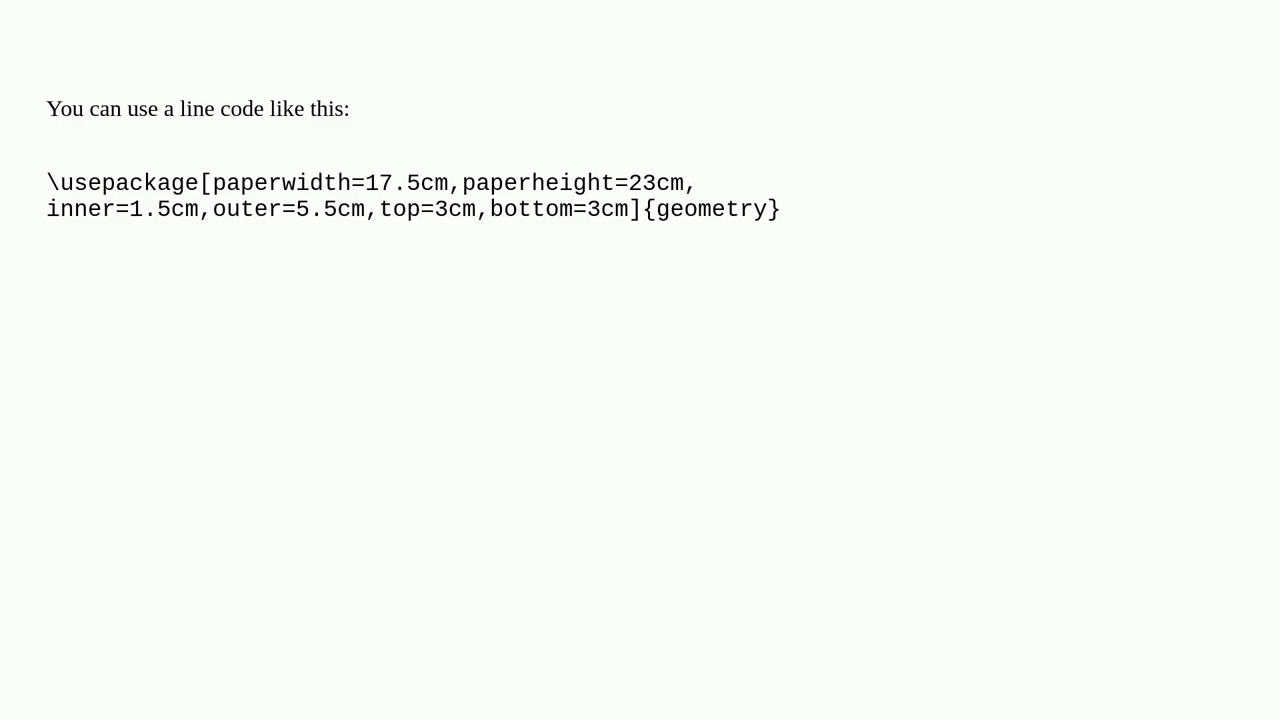 You can use a line code like this:
\usepackage[paperwidth=17.5cm,paperheight=23cm,
inner=1.5cm,outer=5.5cm,top=3cm,bottom=3cm]{geometry}